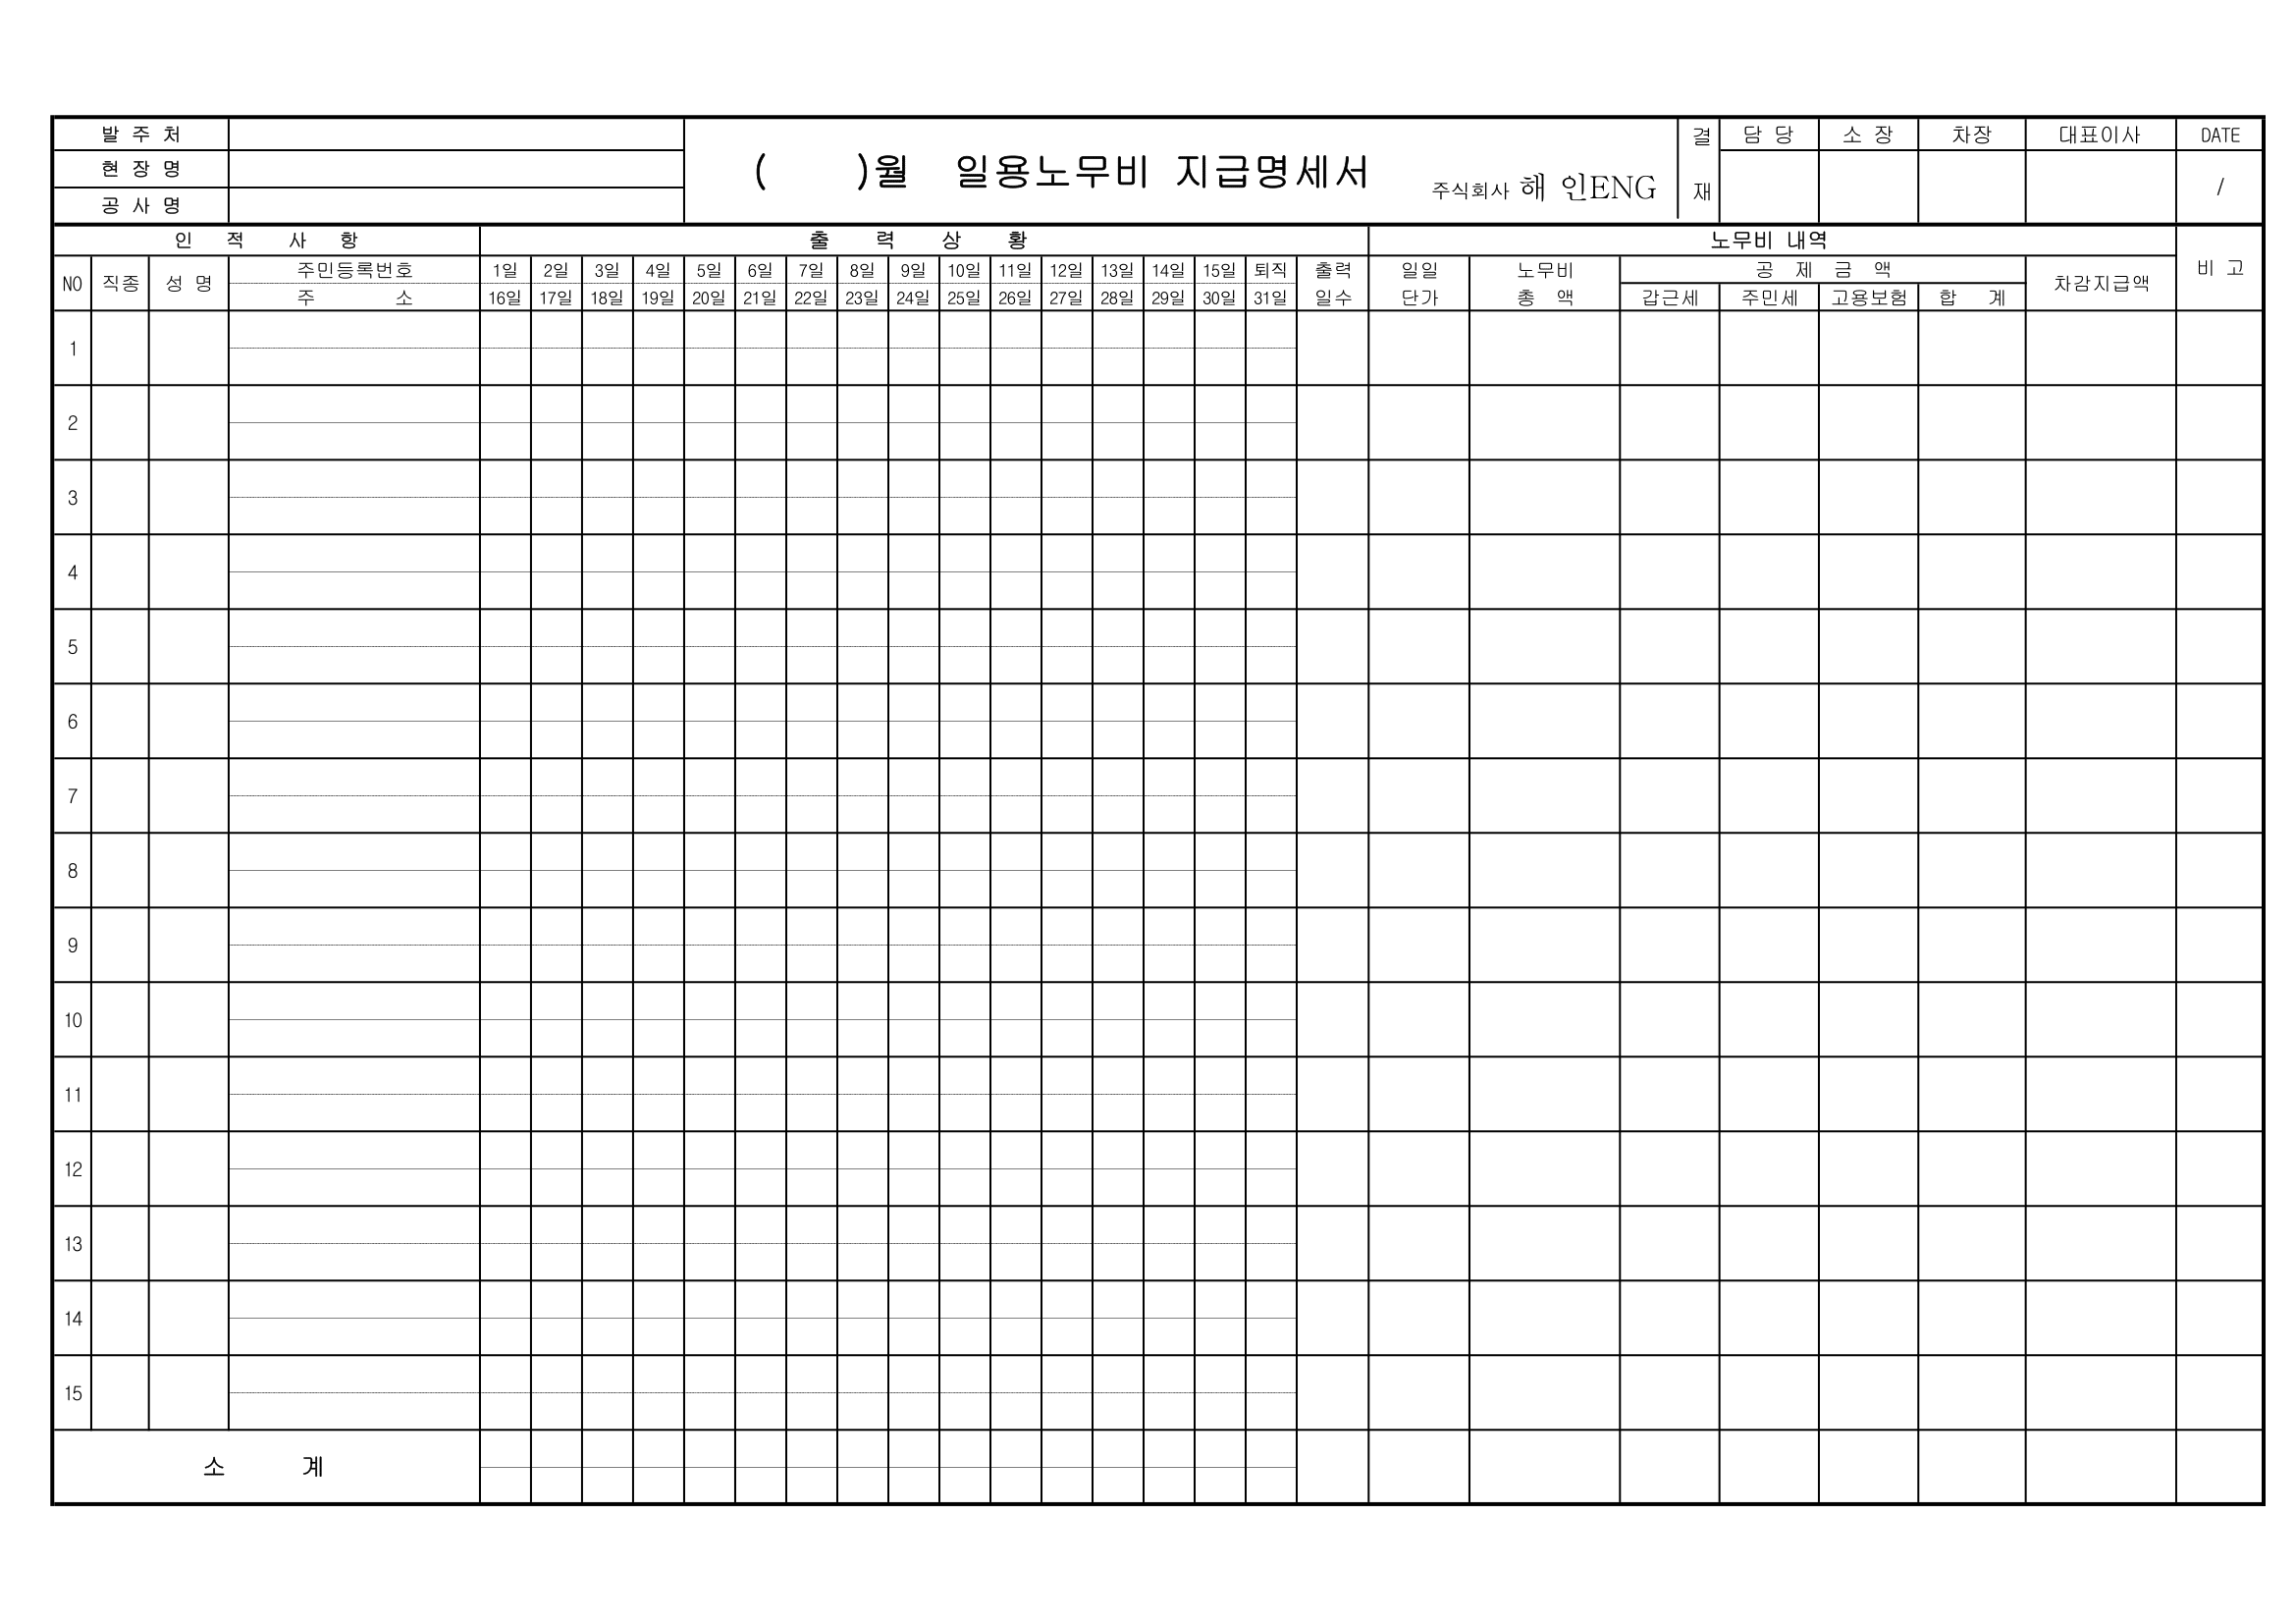 발 주 처
현 장 명
공 사 명
( )월 일용노무비 지급명세서
주식회사 해 인ENG
결 재
담 당 소 장 차장 대표이사 DATE
/
인 적 사 항 출 력 상 황 노무비 내역 비 고
NO 직종 성 명 주민등록번호 1일 2일 3일 4일 5일 6일 7일 8일 9일 10일 11일 12일 13일 14일 15일 퇴직 출력 일일 노무비 공 제 금 액 차감지급액
주 소 16일 17일 18일 19일 20일 21일 22일 23일 24일 25일 26일 27일 28일 29일 30일 31일 일수 단가 총 액 갑근세 주민세 고용보험 합 계
1
2
3
4
5
6
7
8
9
10
11
12
13
14
15
소 계